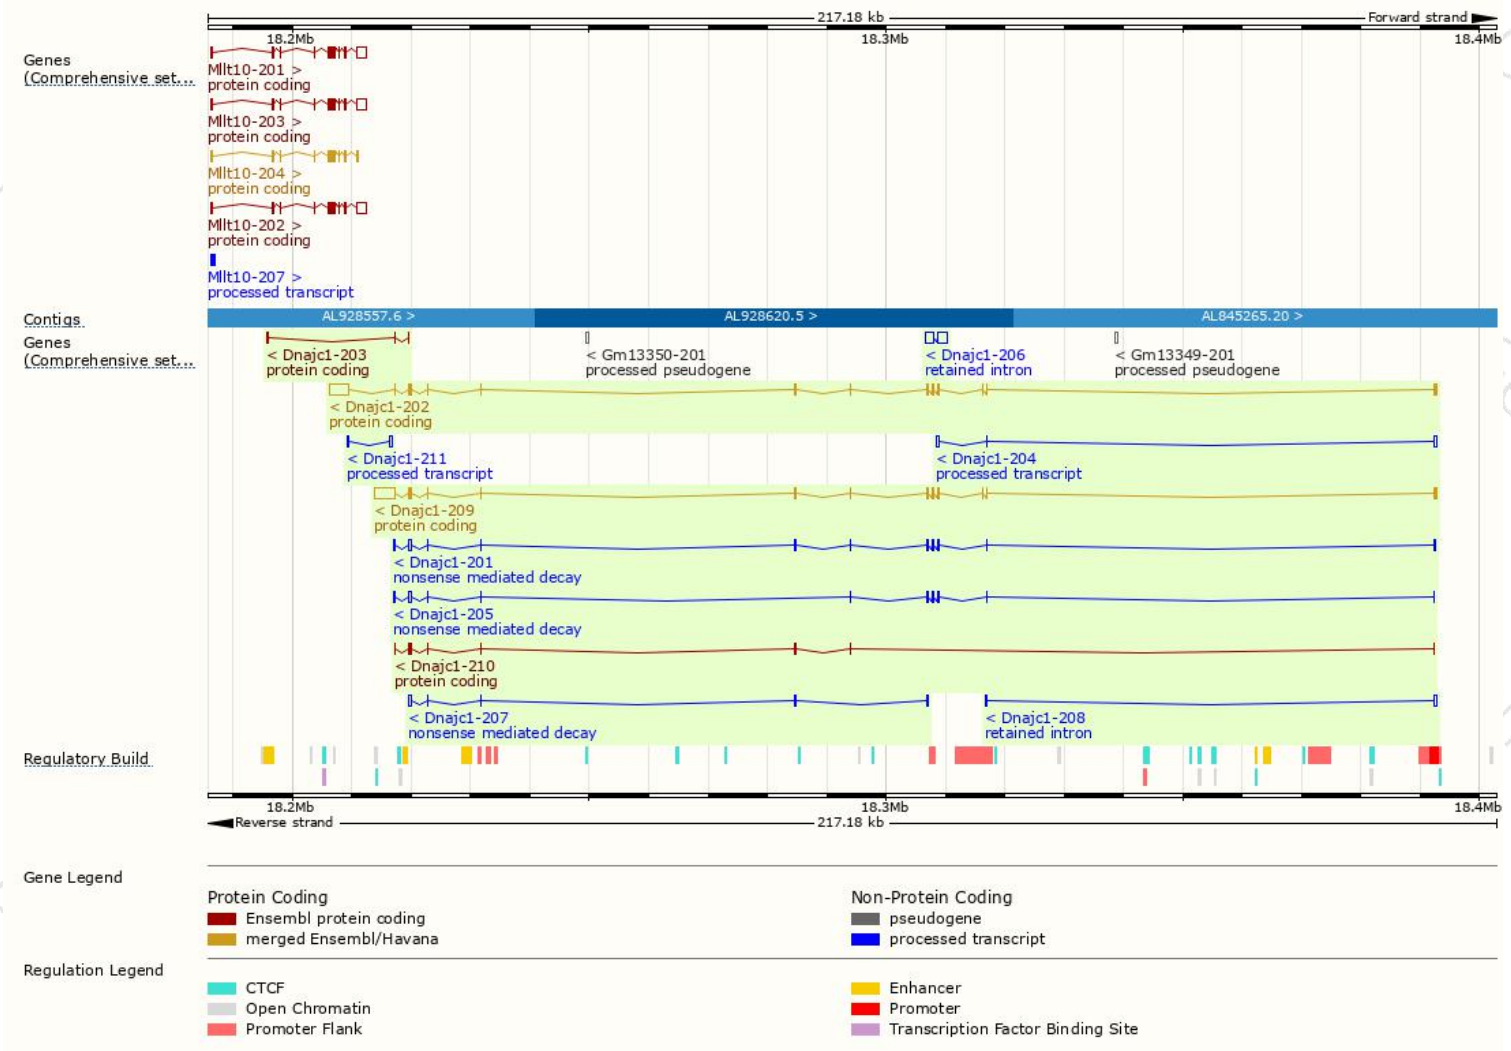 217.18 kb
Forward strand
18.2Mb 18.3Mb 18.4Mb
Genes
(Comprehensive set...
Mllt10-201 >
protein coding
Mllt10-203 >
protein coding
Mllt10-204 >
protein coding
Mllt10-202 >
protein coding
Mllt10-207 >
processed transcript
Contigs
AL928557.6 > AL928620.5 > AL845265.20 >
Genes
(Comprehensive set...
< Dnajc1-203 < Gm13350-201 < Dnajc1-206 < Gm13349-201
protein coding processed pseudogene retained intron processed pseudogene
< Dnajc1-202
protein coding
< Dnajc1-211 < Dnajc1-204
processed transcript processed transcript
< Dnajc1-209
protein coding
< Dnajc1-201
nonsense mediated decay
< Dnajc1-205
nonsense mediated decay
< Dnajc1-210
protein coding
< Dnajc1-207 < Dnajc1-208
nonsense mediated decay retained intron
Regulatory Build
18.2Mb 18.3Mb 18.4Mb
Reverse strand 217.18 kb
Gene Legend
Protein Coding Non-Protein Coding
Ensembl protein coding pseudogene
merged Ensembl/Havana processed transcript
Regulation Legend
CTCF Enhancer
Open Chromatin Promoter
Promoter Flank Transcription Factor Binding Site